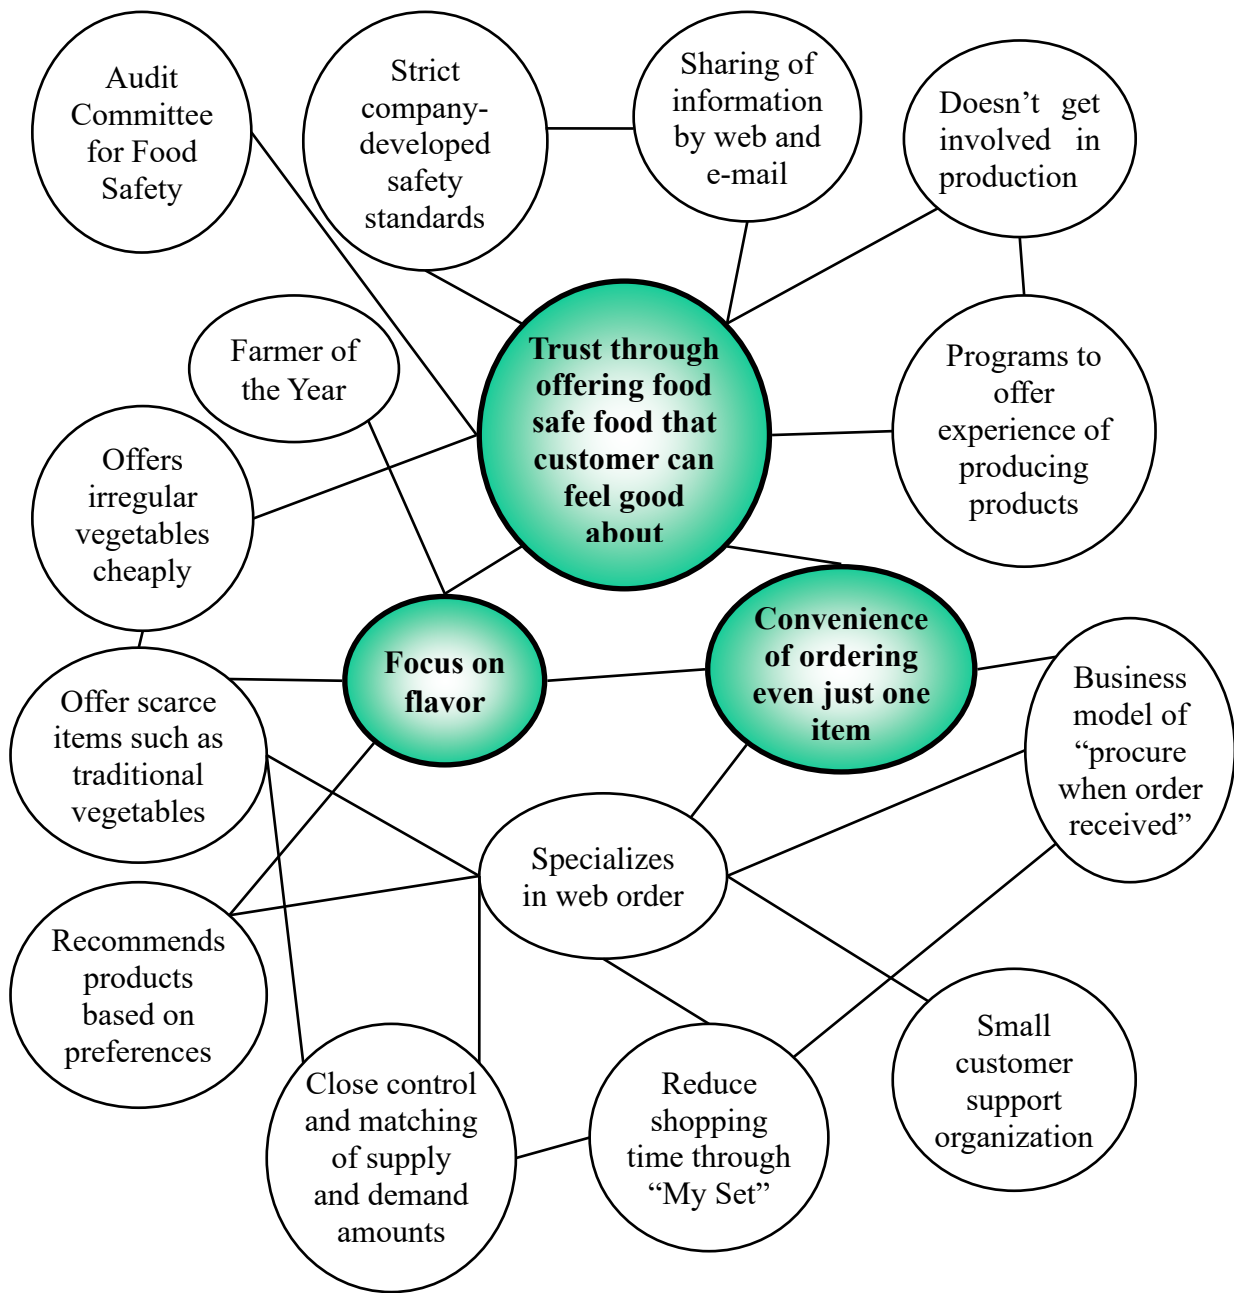 Audit
Committee
for Food
Safety
Strict
company-
developed
safety
standards
Sharing of
information
by web and
e-mail
Doesn’t get
involved in
production
Farmer of
the Year
Trust through
offering food
safe food that
customer can
feel good
about
Programs to
offer
experience of
producing
products
Offers
irregular
vegetables
cheaply
Focus on
flavor
Convenience
of ordering
even just one
item
Business
model of
“procure
when order
received”
Offer scarce
items such as
traditional
vegetables
Specializes
in web order
Recommends
products
based on
preferences
Close control
and matching
of supply
and demand
amounts
Reduce
shopping
time through
“My Set”
Small
customer
support
organization